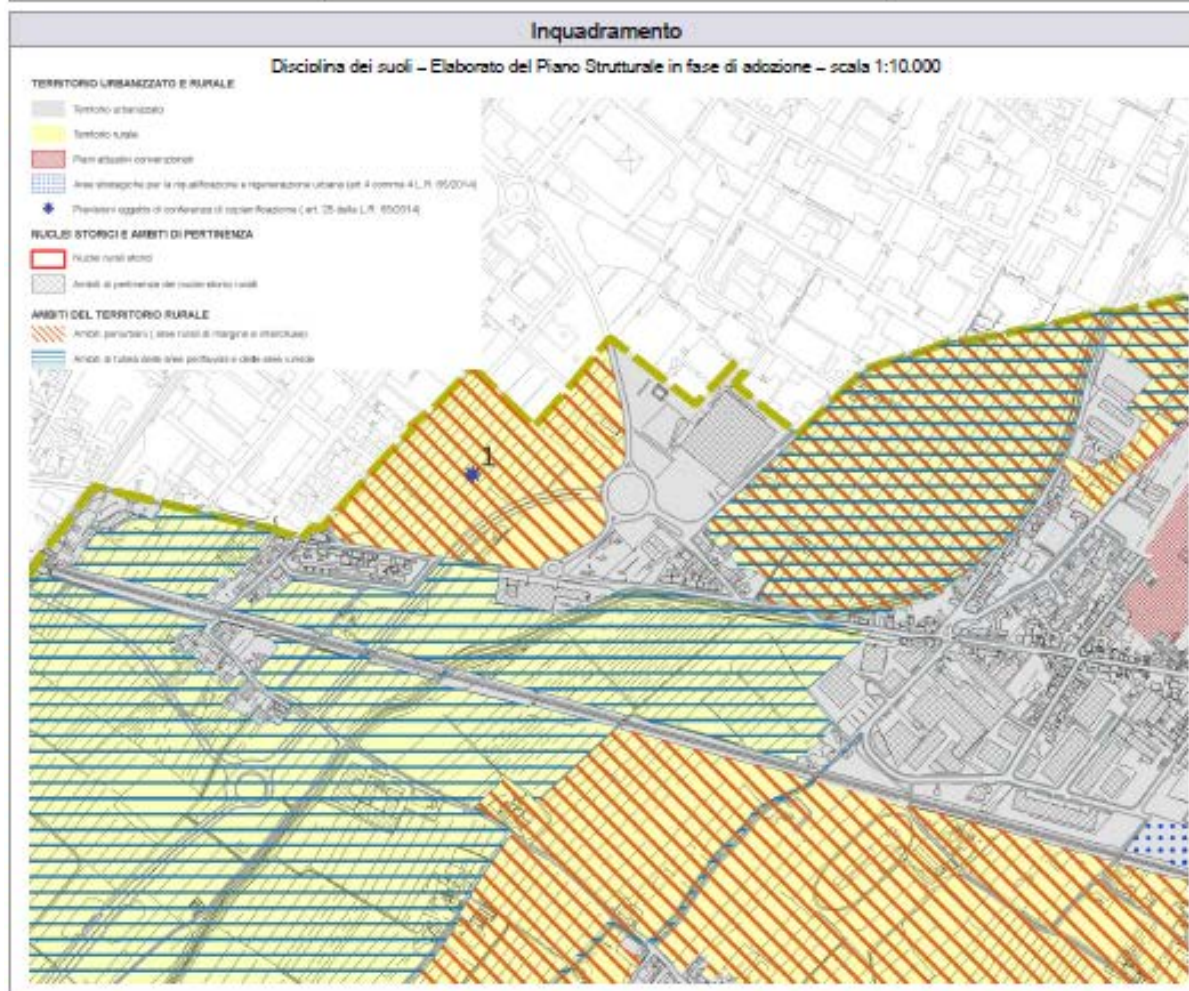 Inquadramento
Disciplina dei suoli – Elaborato del Piano Strutturale in fase di adozione – scala 1:10.000
TERRITORIO URBANIZZATO E RURALE
Territorio urbanizzato
Territorio rurale
Piani attuativi convenzionati
Aree strategiche per la riqualificazione e rigenerazione urbana (art 4 comma 4 L.R. 65/2014)
Previsioni oggetto di conferenza di copianificazione ( art. 25 della L.R. 65/2014)
NUCLEI STORICI E AMBITI DI PERTINENZA
Nuclei rurali storici
Ambiti di pertinenza dei nuclei storici rurali
AMBITI DEL TERRITORIO RURALE
Ambiti periurbani ( aree rurali di margine e intercluse)
Ambiti di tutela delle aree perifluviali e delle aree umide
1